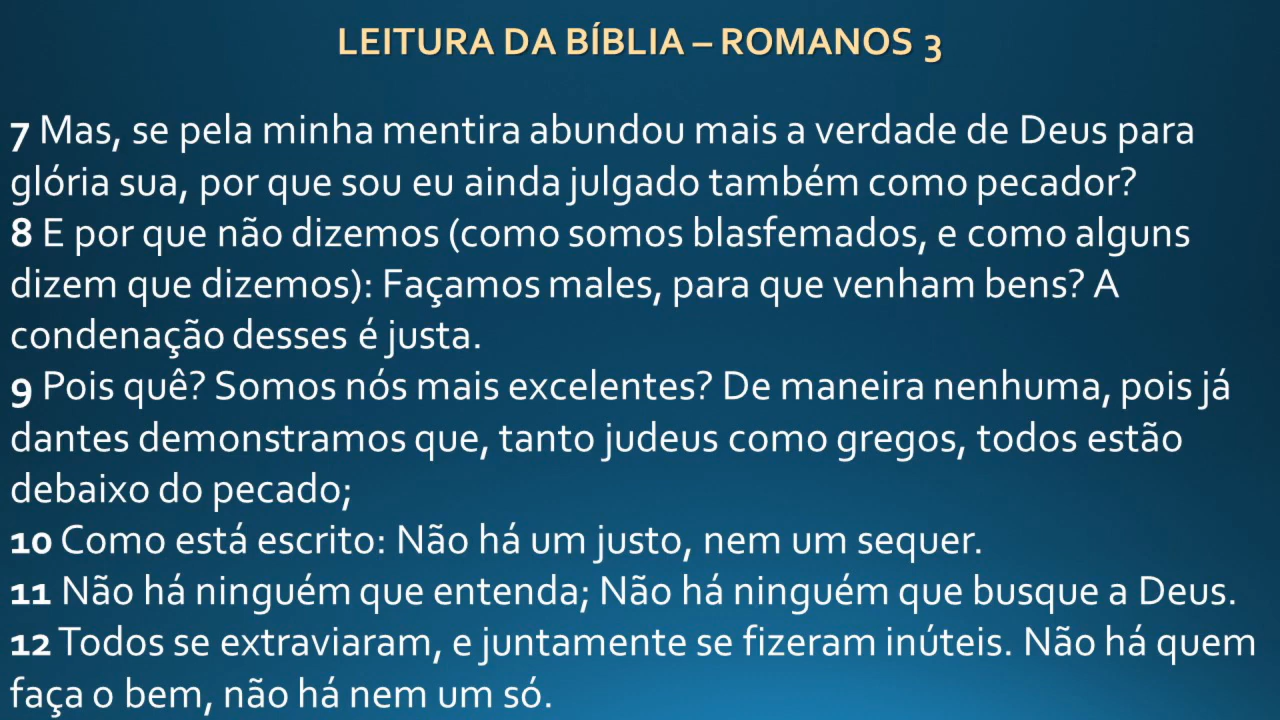 LEITURA DA BÍBLIA – ROMANOS 3
7 Mas, se pela minha mentira abundou mais a verdade de Deus para
glória sua, por que sou eu ainda julgado também como pecador?
8 E por que não dizemos (como somos blasfemados, e como alguns
dizem que dizemos): Façamos males, para que venham bens? A
condenação desses é justa.
9 Pois quê? Somos nós mais excelentes? De maneira nenhuma, pois já
dantes demonstramos que, tanto judeus como gregos, todos estão
debaixo do pecado;
10 Como está escrito: Não há um justo, nem um sequer.
11 Não há ninguém que entenda; Não há ninguém que busque a Deus.
12 Todos se extraviaram, e juntamente se fizeram inúteis. Não há quem
faça o bem, não há nem um só.